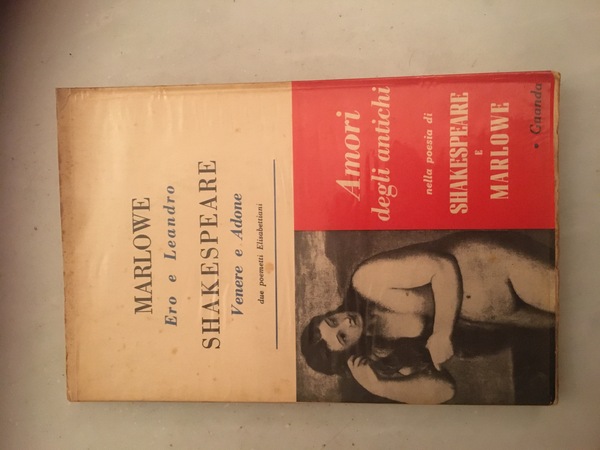 MARLOWE
Ero e Leandro
SHAKESPEARE
Venere e Adone
due poemetti Elisabettiani
Amori
degli antichi
nella poesia di
SHAKESPEARE
E
MARLOWE
• Guanda